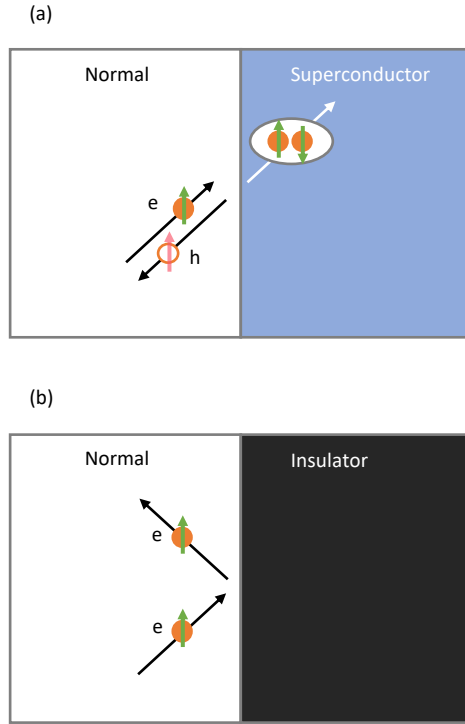 (a)
Normal
Superconductor
e
h
(b)
Normal
Insulator
e
e